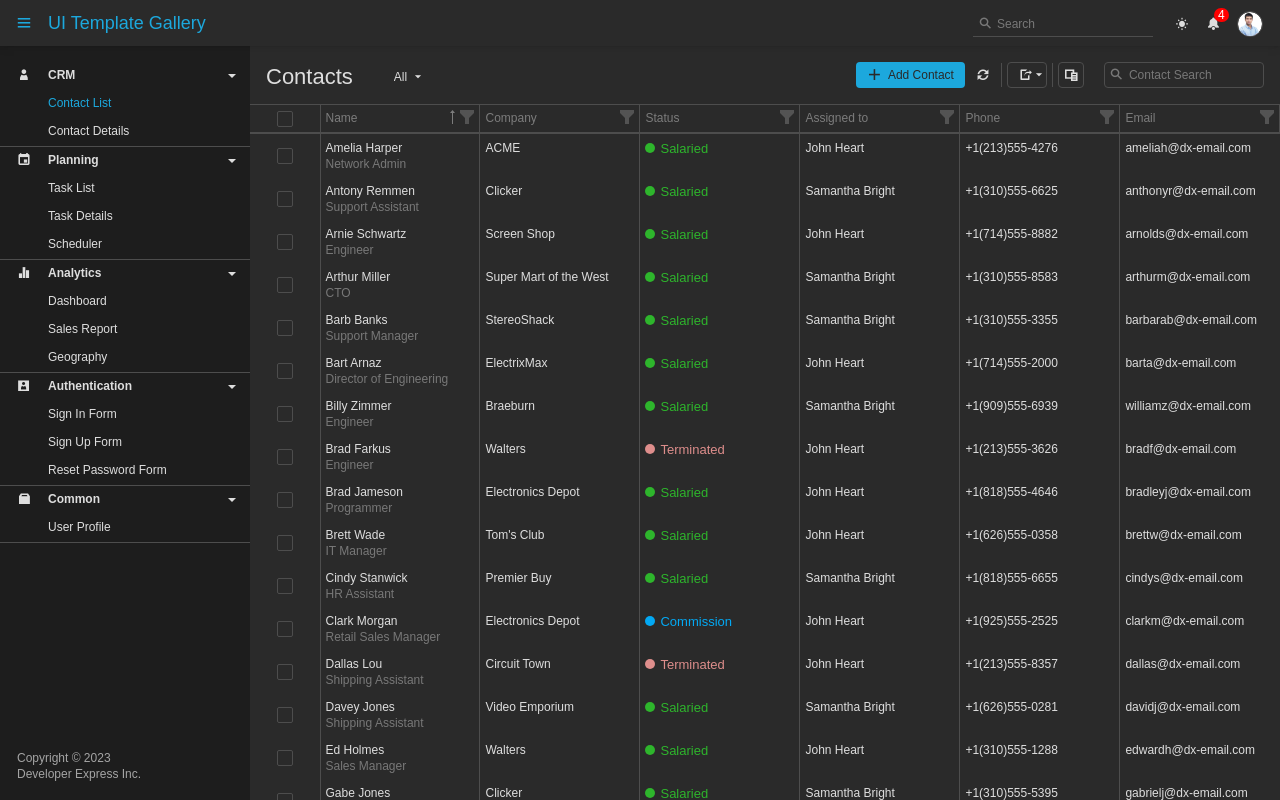 UI Template Gallery
Search
4
CRM
Contact List
Contact Details
Planning
Task List
Task Details
Scheduler
Analytics
Dashboard
Sales Report
Geography
Authentication
Sign In Form
Sign Up Form
Reset Password Form
Common
User Profile
Copyright © 2023
Developer Express Inc.
Contacts
All
Add Contact
Contact Search
Name Company Status Assigned to Phone Email
Amelia Harper ACME Salaried John Heart +1(213)555-4276 ameliah@dx-email.com
Network Admin
Antony Remmen Clicker Salaried Samantha Bright +1(310)555-6625 anthonyr@dx-email.com
Support Assistant
Arnie Schwartz Screen Shop Salaried John Heart +1(714)555-8882 arnolds@dx-email.com
Engineer
Arthur Miller Super Mart of the West Salaried Samantha Bright +1(310)555-8583 arthurm@dx-email.com
CTO
Barb Banks StereoShack Salaried Samantha Bright +1(310)555-3355 barbarab@dx-email.com
Support Manager
Bart Arnaz ElectrixMax Salaried John Heart +1(714)555-2000 barta@dx-email.com
Director of Engineering
Billy Zimmer Braeburn Salaried Samantha Bright +1(909)555-6939 williamz@dx-email.com
Engineer
Brad Farkus Walters Terminated John Heart +1(213)555-3626 bradf@dx-email.com
Engineer
Brad Jameson Electronics Depot Salaried John Heart +1(818)555-4646 bradleyj@dx-email.com
Programmer
Brett Wade Tom's Club Salaried John Heart +1(626)555-0358 brettw@dx-email.com
IT Manager
Cindy Stanwick Premier Buy Salaried Samantha Bright +1(818)555-6655 cindys@dx-email.com
HR Assistant
Clark Morgan Electronics Depot Commission John Heart +1(925)555-2525 clarkm@dx-email.com
Retail Sales Manager
Dallas Lou Circuit Town Terminated John Heart +1(213)555-8357 dallas@dx-email.com
Shipping Assistant
Davey Jones Video Emporium Salaried Samantha Bright +1(626)555-0281 davidj@dx-email.com
Shipping Assistant
Ed Holmes Walters Salaried John Heart +1(310)555-1288 edwardh@dx-email.com
Sales Manager
Gabe Jones Clicker Salaried Samantha Bright +1(310)555-5395 gabrielj@dx-email.com